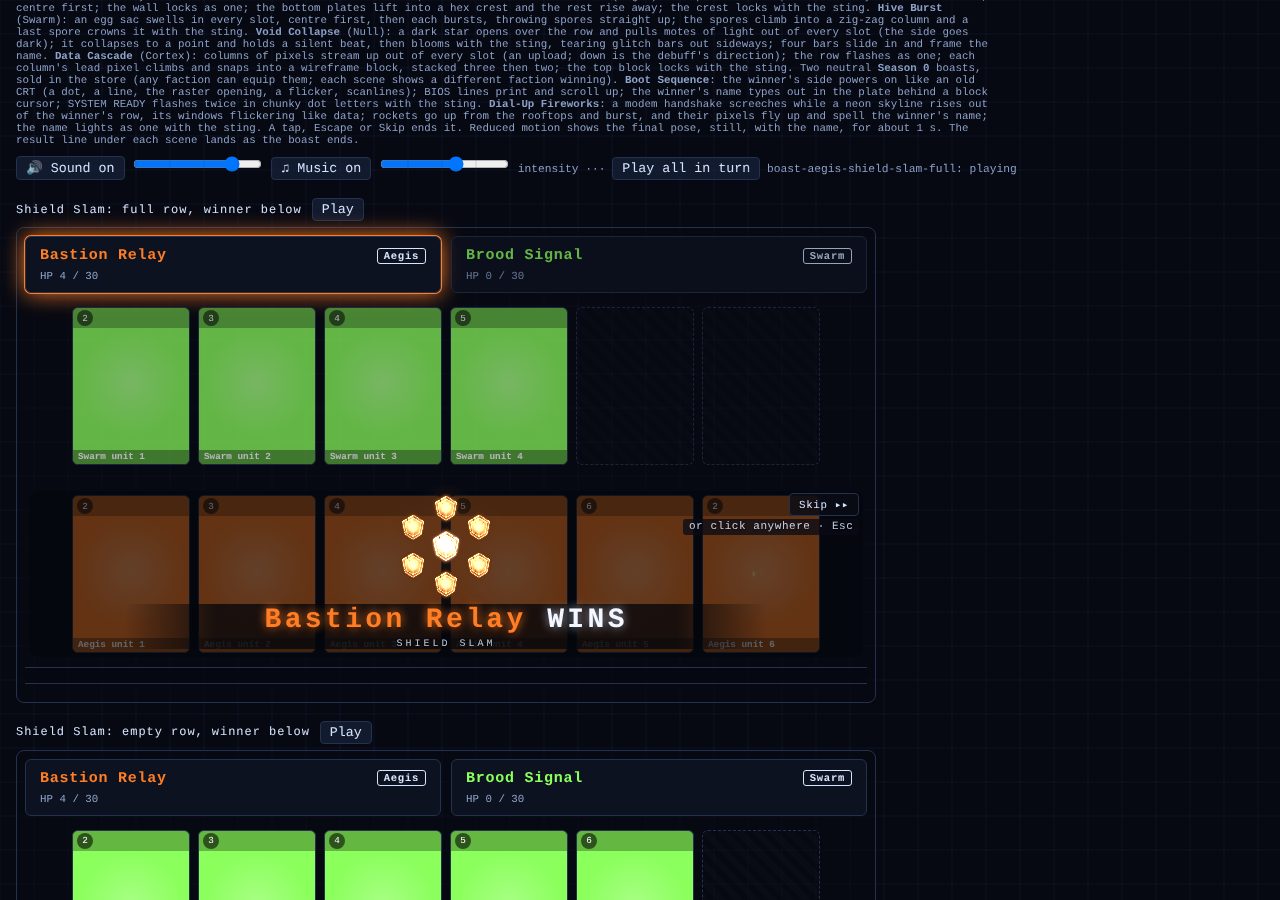 centre first; the wall locks as one; the bottom plates lift into a hex crest and the rest rise away; the crest locks with the sting. Hive Burst
(Swarm): an egg sac swells in every slot, centre first, then each bursts, throwing spores straight up; the spores climb into a zig-zag column and a
last spore crowns it with the sting. Void Collapse (Null): a dark star opens over the row and pulls motes of light out of every slot (the side goes
dark); it collapses to a point and holds a silent beat, then blooms with the sting, tearing glitch bars out sideways; four bars slide in and frame the
name. Data Cascade (Cortex): columns of pixels stream up out of every slot (an upload; down is the debuff's direction); the row flashes as one; each
column's lead pixel climbs and snaps into a wireframe block, stacked three then two; the top block locks with the sting. Two neutral Season 0 boasts,
sold in the store (any faction can equip them; each scene shows a different faction winning). Boot Sequence: the winner's side powers on like an old
CRT (a dot, a line, the raster opening, a flicker, scanlines); BIOS lines print and scroll up; the winner's name types out in the plate behind a block
cursor; SYSTEM READY flashes twice in chunky dot letters with the sting. Dial-Up Fireworks: a modem handshake screeches while a neon skyline rises out
of the winner's row, its windows flickering like data; rockets go up from the rooftops and burst, and their pixels fly up and spell the winner's name;
the name lights as one with the sting. A tap, Escape or Skip ends it. Reduced motion shows the final pose, still, with the name, for about 1 s. The
result line under each scene lands as the boast ends.
🔊 Sound on ♫ Music on intensity ··· Play all in turn boast-aegis-shield-slam-full: playing
Shield Slam: full row, winner below Play
Bastion Relay Aegis Brood Signal Swarm
HP 4 / 30 HP 0 / 30
2 3 4 5
Swarm unit 1 Swarm unit 2 Swarm unit 3 Swarm unit 4
2 3 4 5 6 2 Skip ▸▸
or click anywhere · Esc
Bastion Relay WINS
Aegis unit 1 Aegis unit 2 SHIELD SLAM unit 4 Aegis unit 5 Aegis unit 6
Shield Slam: empty row, winner below Play
Bastion Relay Aegis Brood Signal Swarm
HP 4 / 30 HP 0 / 30
2 3 4 5 6